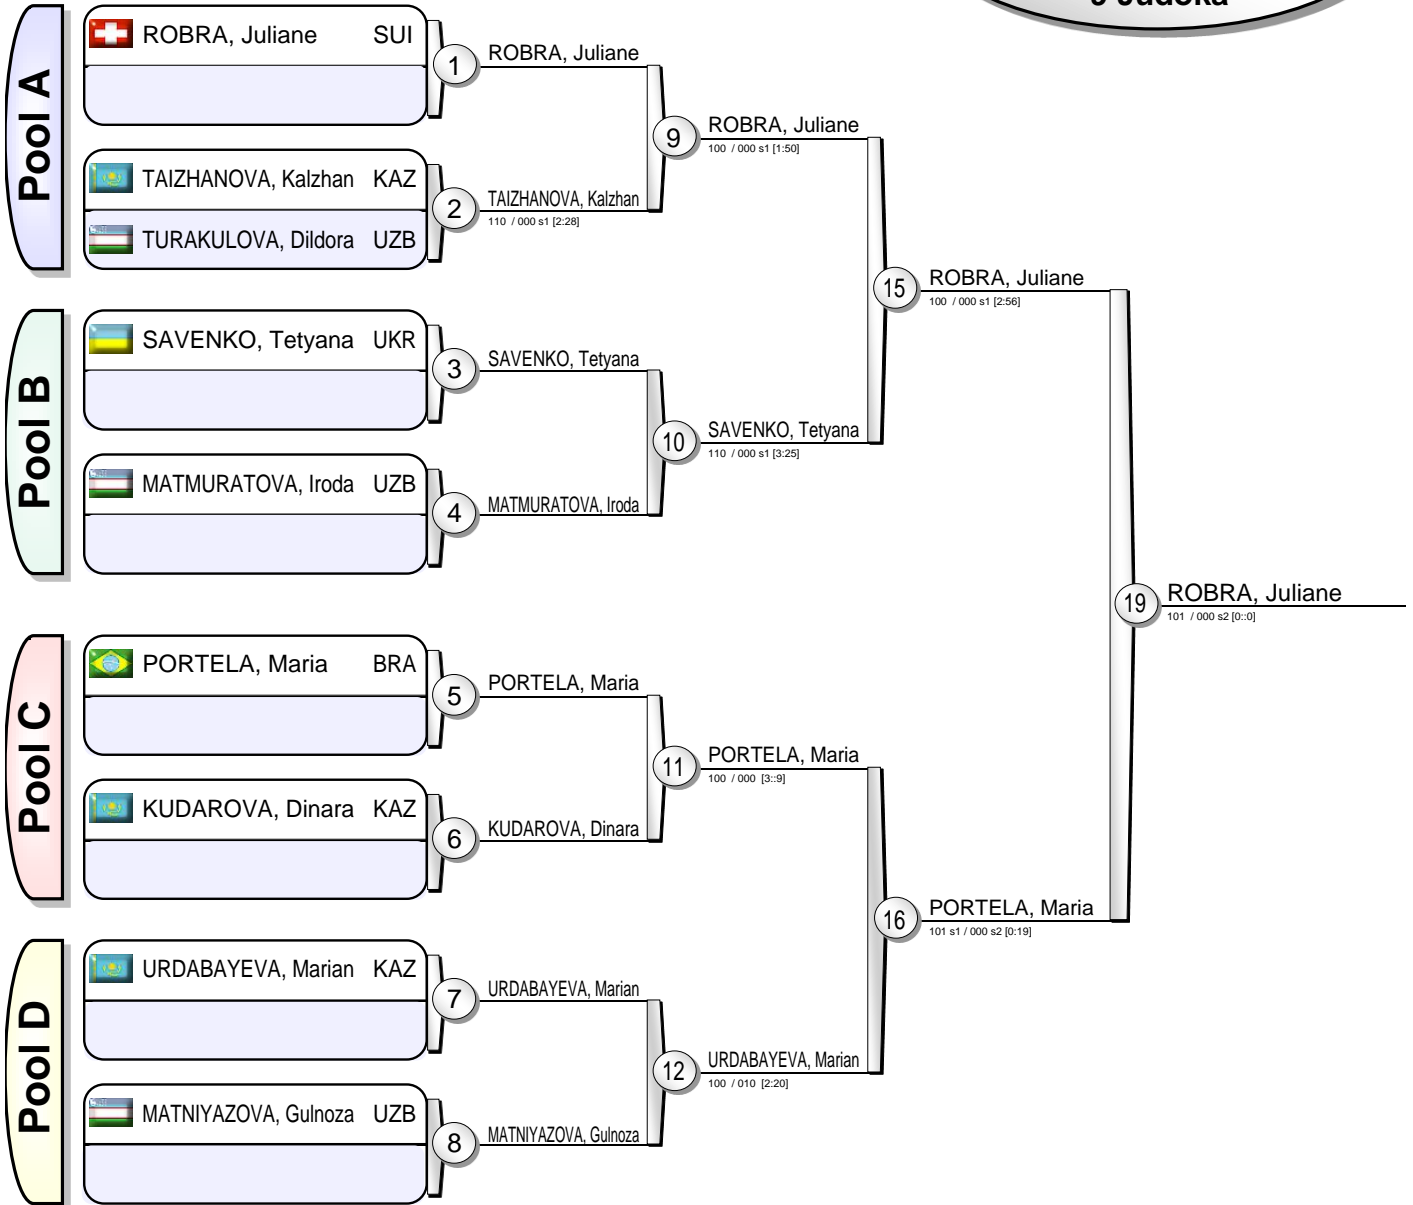 9 Judoka
Pool A
ROBRA, Juliane SUI
TAIZHANOVA, Kalzhan KAZ
TURAKULOVA, Dildora UZB
1
ROBRA, Juliane
2
TAIZHANOVA, Kalzhan
110 / 000 s1 [2:28]
9
ROBRA, Juliane
100 / 000 s1 [1:50]
Pool B
SAVENKO, Tetyana UKR
MATMURATOVA, Iroda UZB
3
SAVENKO, Tetyana
4
MATMURATOVA, Iroda
10
SAVENKO, Tetyana
110 / 000 s1 [3:25]
15
ROBRA, Juliane
100 / 000 s1 [2:56]
Pool C
PORTELA, Maria BRA
KUDAROVA, Dinara KAZ
5
PORTELA, Maria
6
KUDAROVA, Dinara
11
PORTELA, Maria
100 / 000 [3::9]
Pool D
URDABAYEVA, Marian KAZ
MATNIYAZOVA, Gulnoza UZB
7
URDABAYEVA, Marian
8
MATNIYAZOVA, Gulnoza
12
URDABAYEVA, Marian
100 / 010 [2:20]
16
PORTELA, Maria
101 s1 / 000 s2 [0:19]
19
ROBRA, Juliane
101 / 000 s2 [0::0]